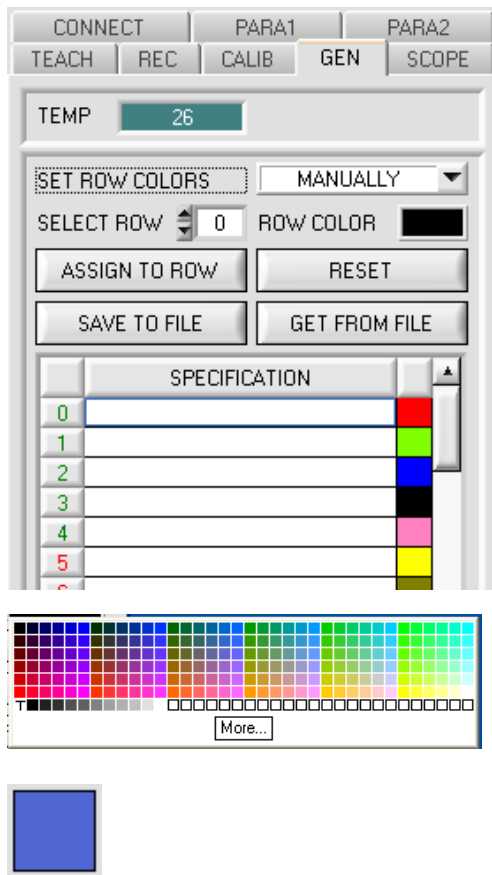 CONNECT PARA1 PARA2
TEACH REC CALIB GEN SCOPE
TEMP 26
SET ROW COLORS MANUALLY
SELECT ROW 0 ROW COLOR
ASSIGN TO ROW RESET
SAVE TO FILE GET FROM FILE
SPECIFICATION
0
1
2
3
4
5
T
More...